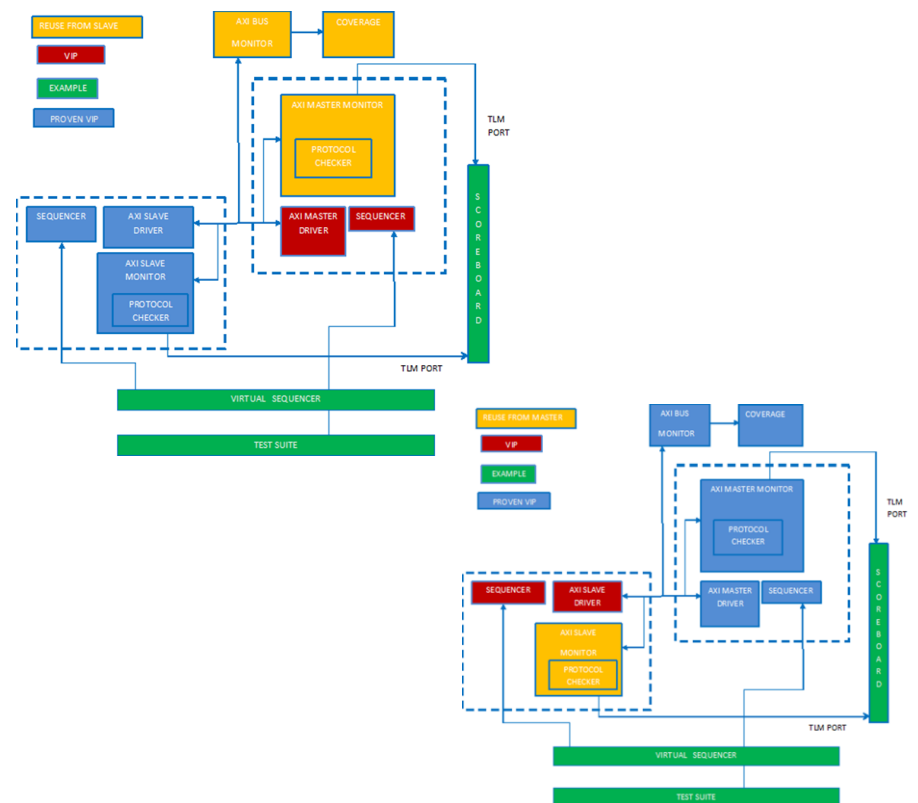 REUSE FROM SLAVE
VIP
EXAMPLE
PROVEN VIP
AXI BUS
MONITOR
COVERAGE
AXI MASTER MONITOR
PROTOCOL
CHECKER
TLM
PORT
SEQUENCER
AXI SLAVE
DRIVER
AXI MASTER
DRIVER
SEQUENCER
AXI SLAVE
MONITOR
PROTOCOL
CHECKER
SCOREBOARD
TLM PORT
VIRTUAL SEQUENCER
TEST SUITE
REUSE FROM MASTER
VIP
EXAMPLE
PROVEN VIP
AXI BUS
MONITOR
COVERAGE
AXI MASTER MONITOR
PROTOCOL
CHECKER
TLM
PORT
SEQUENCER
AXI SLAVE
DRIVER
AXI MASTER
DRIVER
SEQUENCER
AXI SLAVE
MONITOR
PROTOCOL
CHECKER
SCOREBOARD
TLM PORT
VIRTUAL SEQUENCER
TEST SUITE